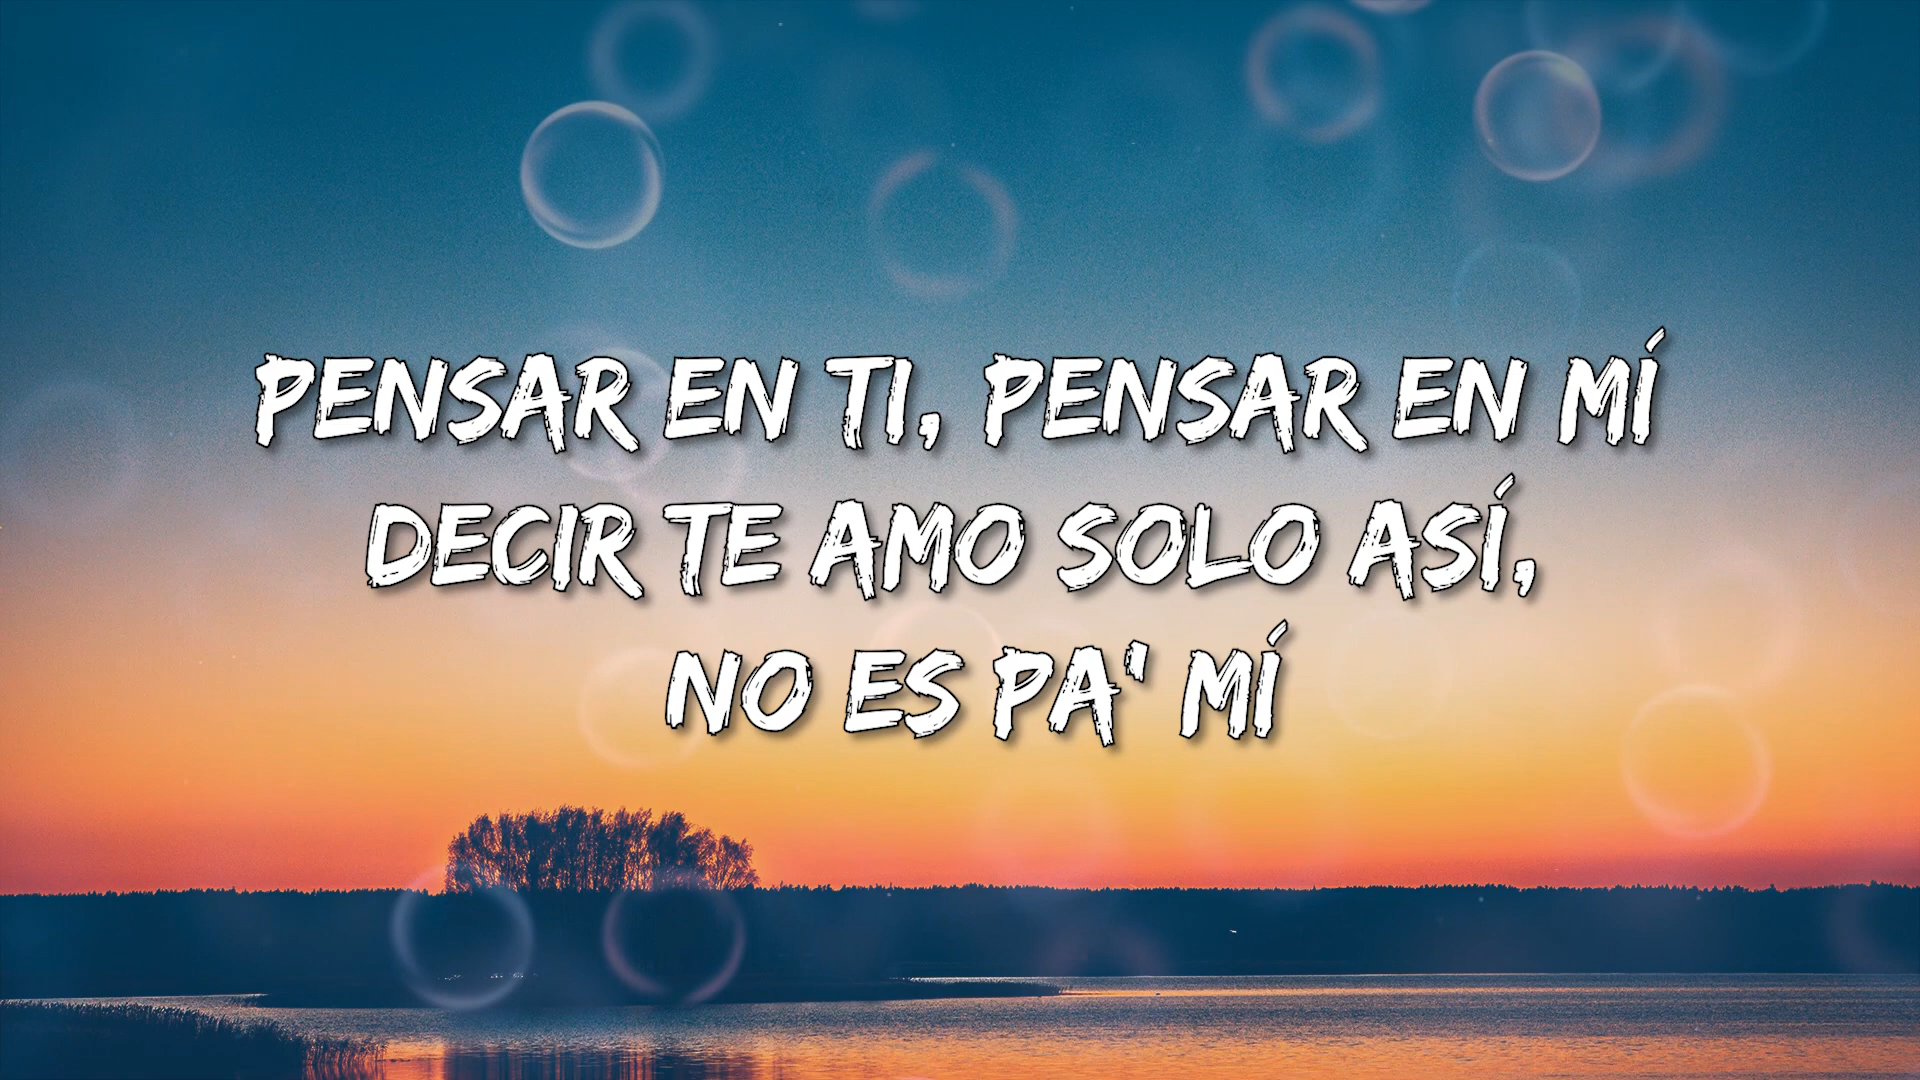 PENSAR EN TI, PENSAR EN MÍ
DECIR TE AMO SOLO ASÍ,
NO ES PA' MÍ